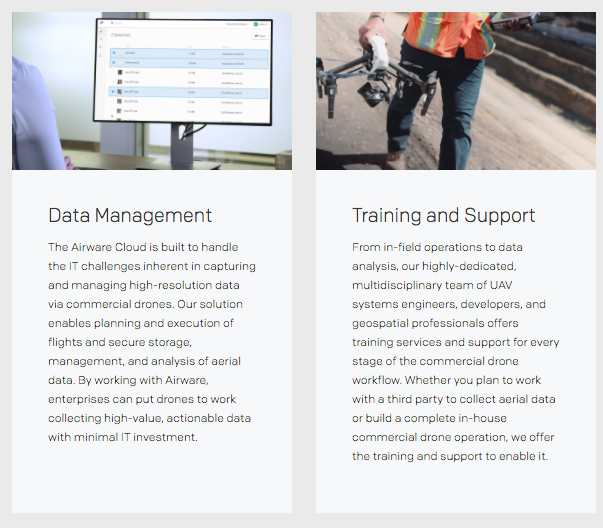 Data Management
The Airware Cloud is built to handle
the IT challenges inherent in capturing
and managing high-resolution data
via commercial drones. Our solution
enables planning and execution of
flights and secure storage,
management, and analysis of aerial
data. By working with Airware,
enterprises can put drones to work
collecting high-value, actionable data
with minimal IT investment.
Training and Support
From in-field operations to data
analysis, our highly-dedicated,
multidisciplinary team of UAV
systems engineers, developers, and
geospatial professionals offers
training services and support for every
stage of the commercial drone
workflow. Whether you plan to work
with a third party to collect aerial data
or build a complete in-house
commercial drone operation, we offer
the training and support to enable it.